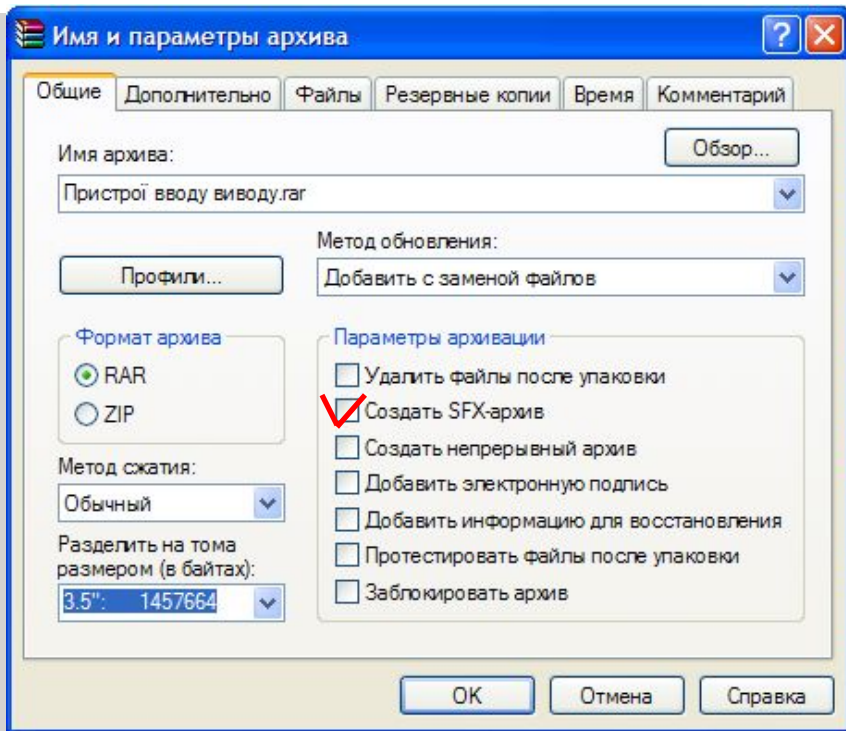 Имя и параметры архива
Общие Дополнительно Файлы Резервные копии Время Комментарий
Имя архива:
Обзор...
Пристрої вводу виводу.rar
Метод обновления:
Профили...
Добавить с заменой файлов
Формат архива
RAR
ZIP
Метод сжатия:
Обычный
Разделить на тома
размером (в байтах):
3.5": 1457664
Параметры архивации
Удалить файлы после упаковки
Создать SFX-архив
Создать непрерывный архив
Добавить электронную подпись
Добавить информацию для восстановления
Протестировать файлы после упаковки
Заблокировать архив
OK Отмена Справка